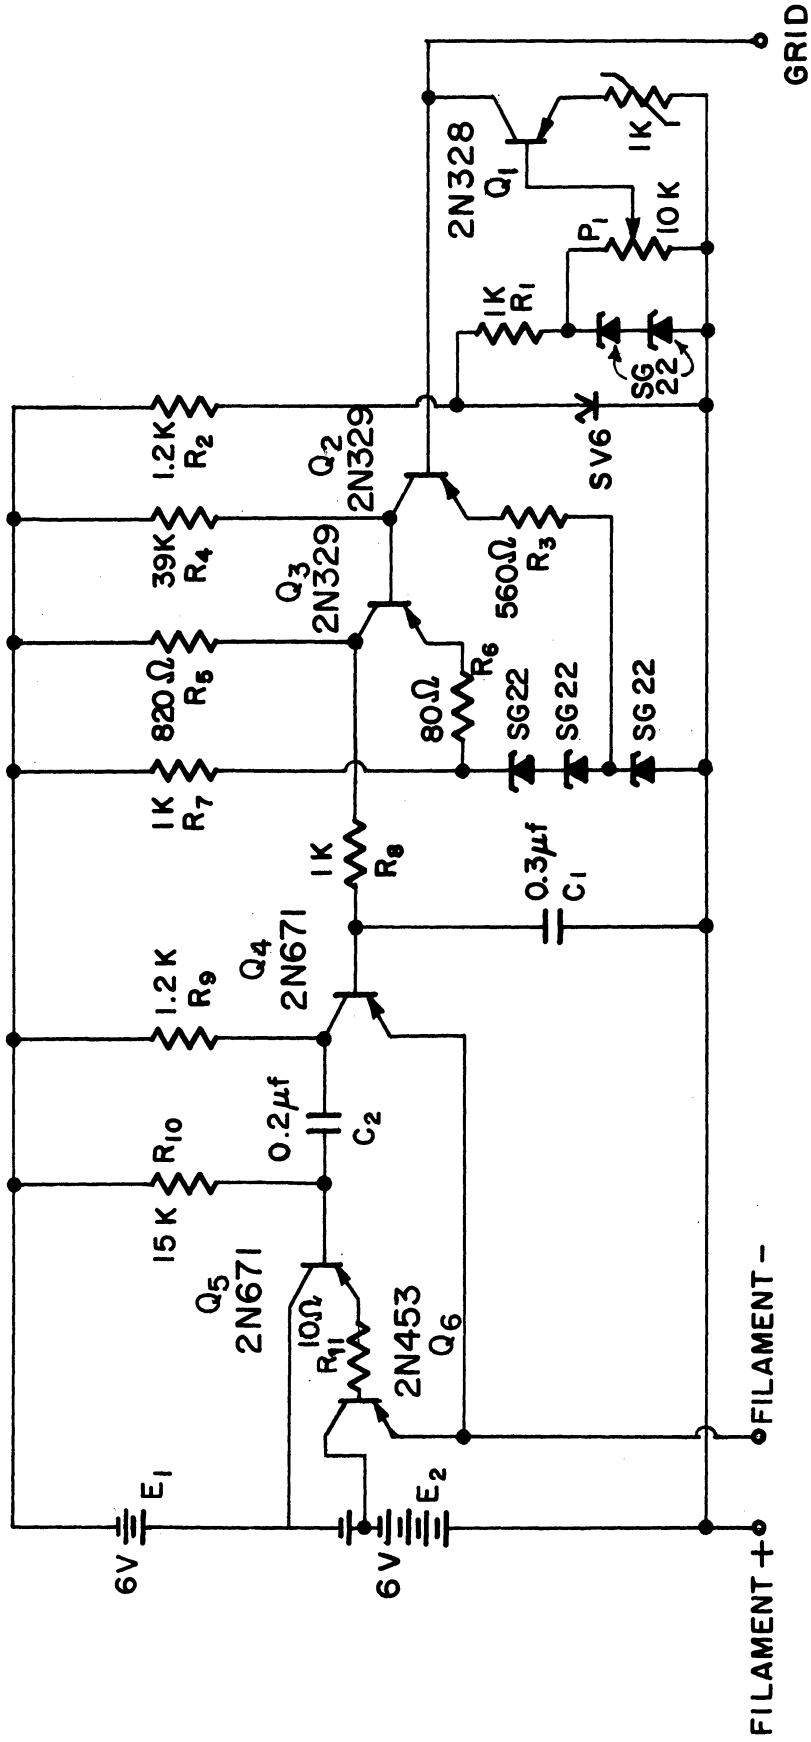 6V
E₁
6V
E₂
FILAMENT +
FILAMENT -
15K
R₁₀
Q₅
2N671
10Ω
R₁₁
2N453
Q₆
0.2μf
C₂
1.2K
R₉
Q₄
2N671
0.3μf
C₁
1K
R₈
1K
R₇
820Ω
R₅
Q₃
2N329
80Ω
R₆
SG22
SG22
SG22
39K
R₄
Q₂
2N329
560Ω
R₃
1.2K
R₂
SV6
1K
R₁
SG
22
P₁
10K
2N328
Q₁
1K
GRID